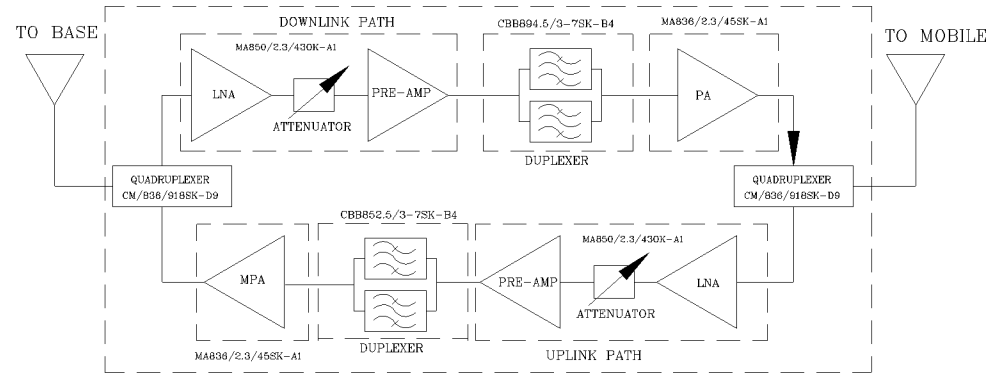 DOWNLINK PATH
CBB894.5/3-7SK-B4
MA836/2.3/45SK-A1
TO BASE
TO MOBILE
MA850/2.3/430K-A1
LNA
PRE-AMP
PA
ATTENUATOR
DUPLEXER
QUADRUPLEXER
CM/836/918SK-D9
QUADRUPLEXER
CM/836/918SK-D9
CBB852.5/3-7SK-B4
MA850/2.3/430K-A1
MPA
PRE-AMP
LNA
ATTENUATOR
DUPLEXER
MA836/2.3/45SK-A1
UPLINK PATH